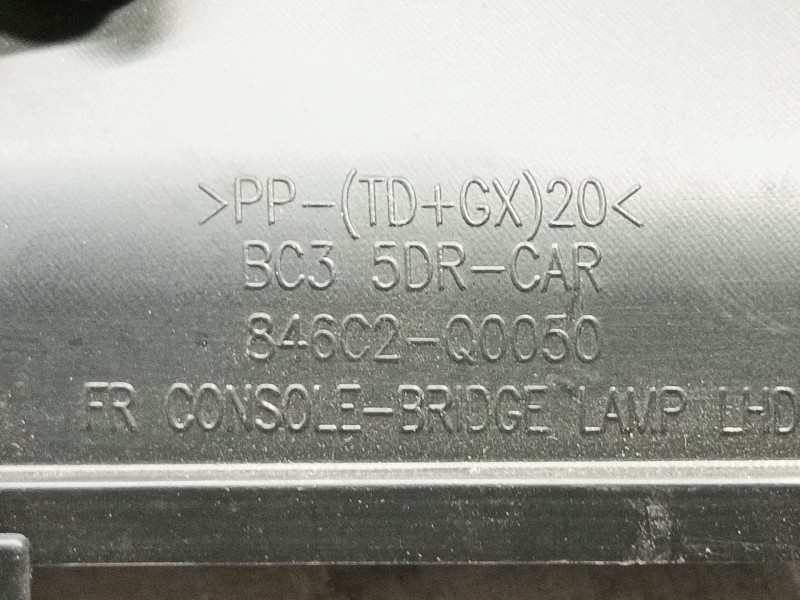 >PP-(TD+GX)20<
BC3 5DR-CAR
846C2-Q0050
FR CONSOLE-BRIDGE LAMP LHD